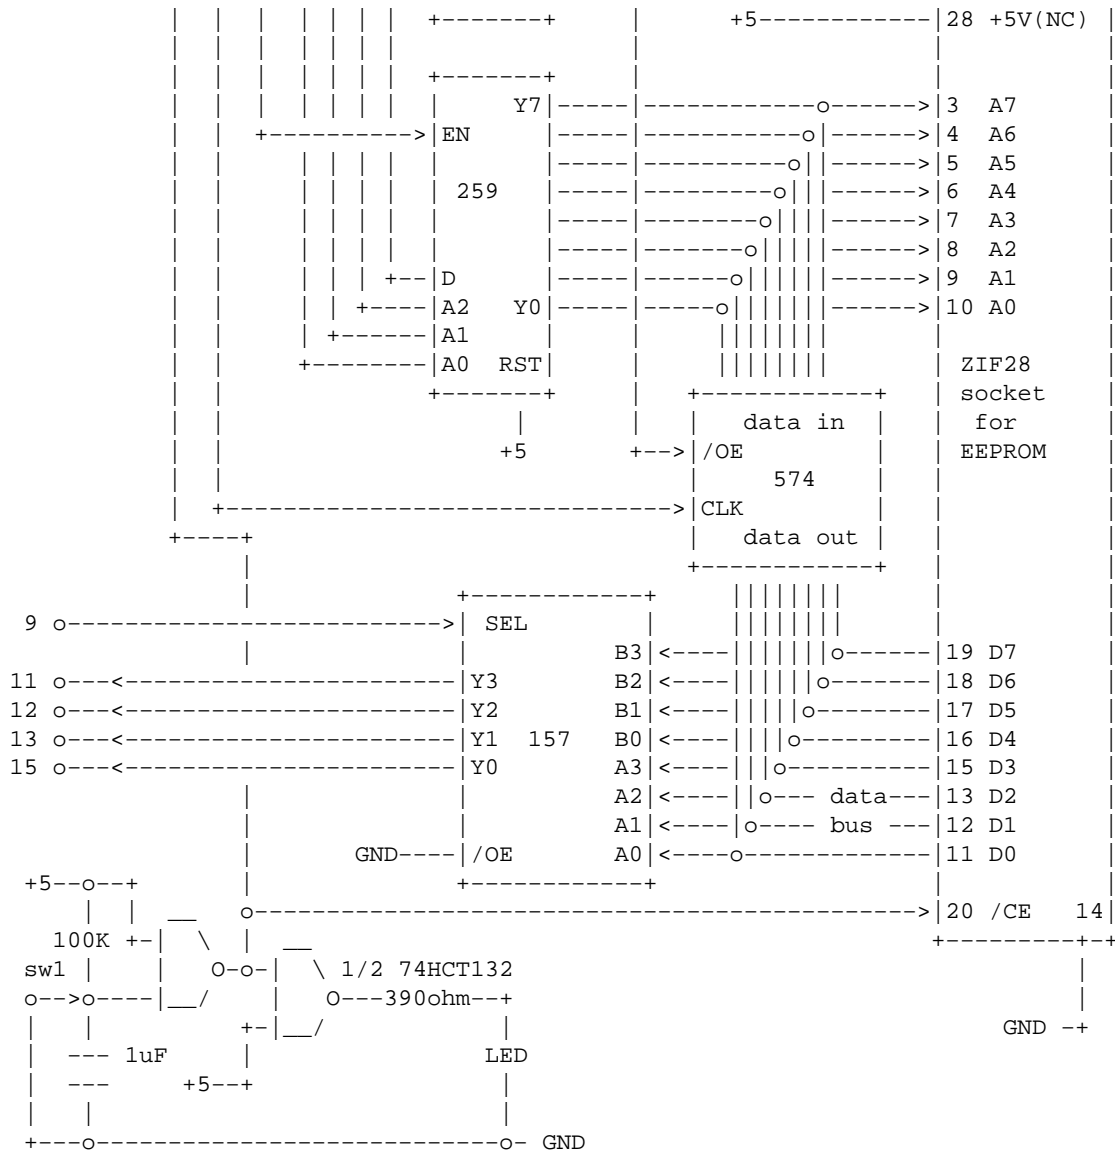 +5 28 +5V(NC)
Y7 3 A7
EN 4 A6
5 A5
259 6 A4
7 A3
8 A2
D 9 A1
A2 Y0 10 A0
A1
A0 RST ZIF28
socket
data in for
+5 /OE EEPROM
574
CLK
data out
9 SEL
B3 19 D7
11 Y3 B2 18 D6
12 Y2 B1 17 D5
13 Y1 157 B0 16 D4
15 Y0 A3 15 D3
A2 data 13 D2
A1 bus 12 D1
GND /OE A0 11 D0
+5
20 /CE 14
100K
sw1 1/2 74HCT132
390ohm
GND
1uF LED
+5
GND